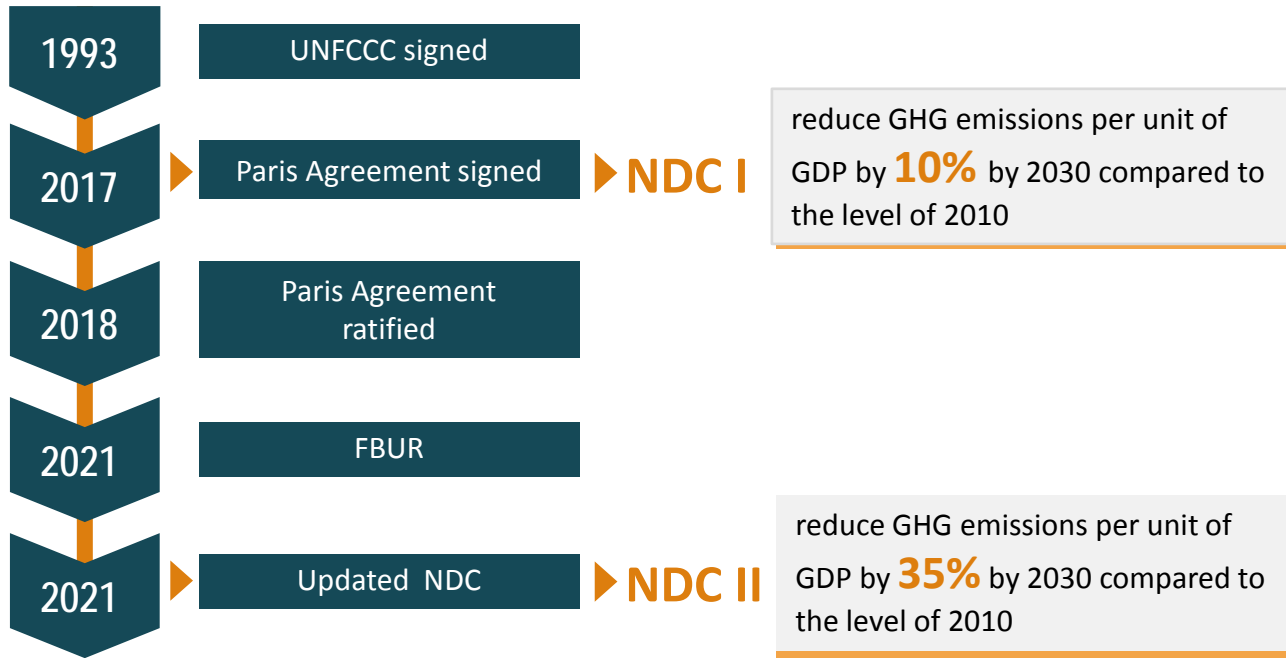 1993
UNFCCC signed
2017
Paris Agreement signed
NDC I
reduce GHG emissions per unit of
GDP by 10% by 2030 compared to
the level of 2010
2018
Paris Agreement
ratified
2021
FBUR
2021
Updated NDC
NDC II
reduce GHG emissions per unit of
GDP by 35% by 2030 compared to
the level of 2010